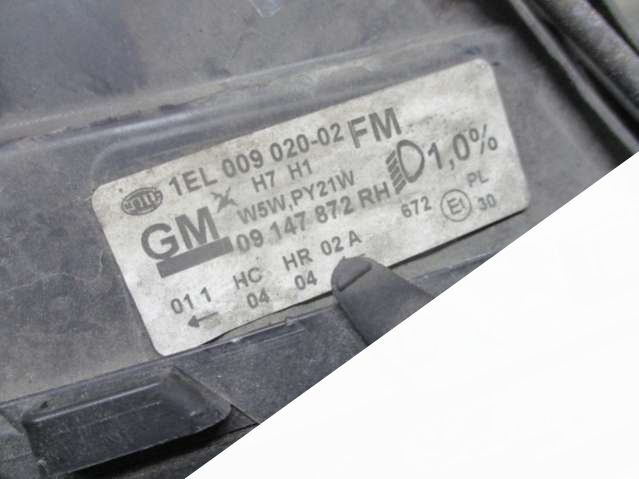 HELLA 1EL 009 020-02 FM
H7 H1
W5W,PY21W
GM
09 147 872 RH
1,0%
672 E1 PL
30
01 1 HC HR 02 A
04 04